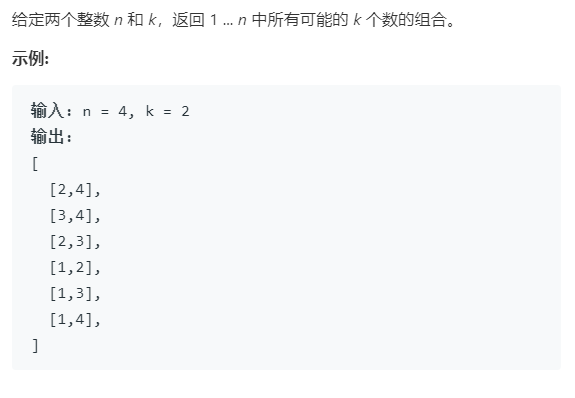 给定两个整数 n 和 k，返回 1 ... n 中所有可能的 k 个数的组合。
示例:
输入: n = 4, k = 2
输出:
[
[2,4],
[3,4],
[2,3],
[1,2],
[1,3],
[1,4],
]